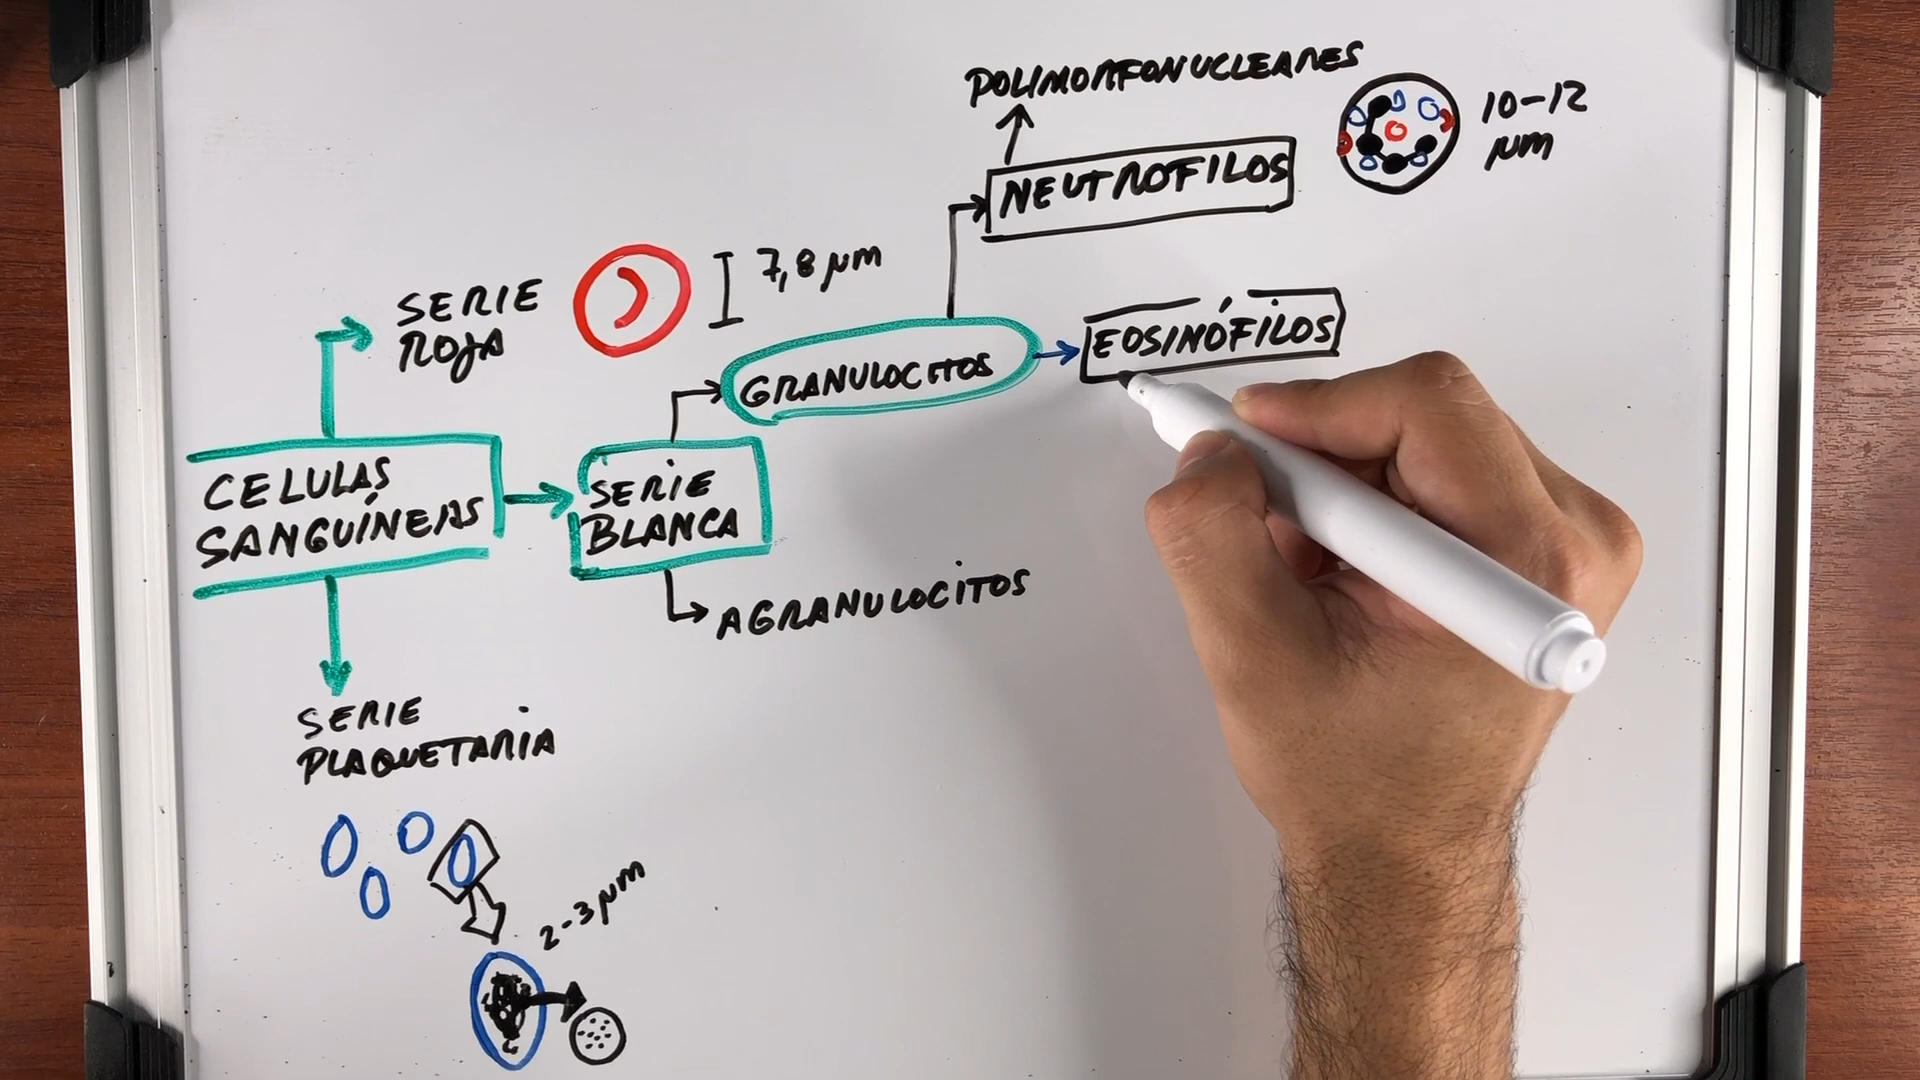 POLIMORFONUCLEARES
10-12
µm
NEUTROFILOS
7,8 µm
SERIE
ROJA
EOSINÓFILOS
GRANULOCITOS
CELULAS
SANGUÍNEAS
SERIE
BLANCA
AGRANULOCITOS
SERIE
PLAQUETARIA
2-3 µm